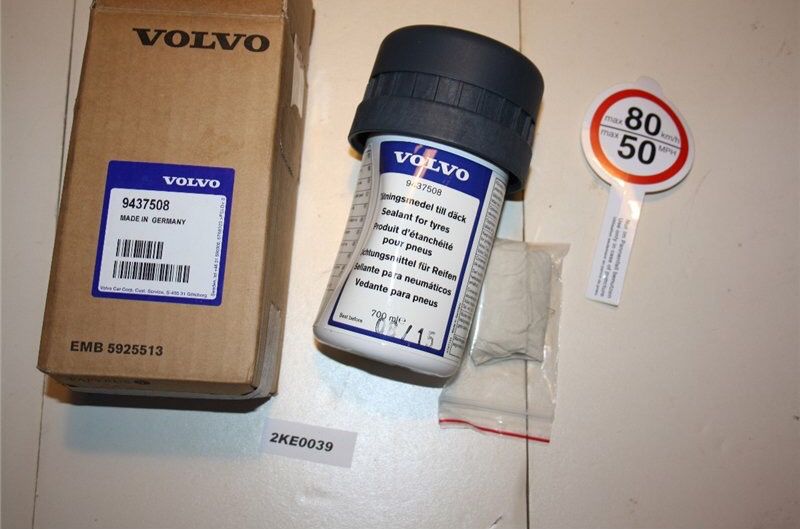 VOLVO
VOLVO
9437508
MADE IN GERMANY
Volvo Car Corp. Cust. Service, S-405 31 Göteborg
EMB 5925513
2KE0039
VOLVO
9437508
Tätningsmedel till däck
Sealant for tyres
Produit d'étanchéité
pour pneus
Dichtungsmittel für Reifen
Sellante para neumáticos
Vedante para pneus
700 ml e
Best before
05/15
max 80 km/h
max 50 MPH